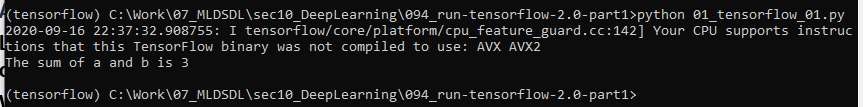 (tensorflow) C:\Work\07_MLDSDL\sec10_DeepLearning\094_run-tensorflow-2.0-part1>python 01_tensorflow_01.py
2020-09-16 22:37:32.908755: I tensorflow/core/platform/cpu_feature_guard.cc:142] Your CPU supports instruc
tions that this TensorFlow binary was not compiled to use: AVX AVX2
The sum of a and b is 3
(tensorflow) C:\Work\07_MLDSDL\sec10_DeepLearning\094_run-tensorflow-2.0-part1>